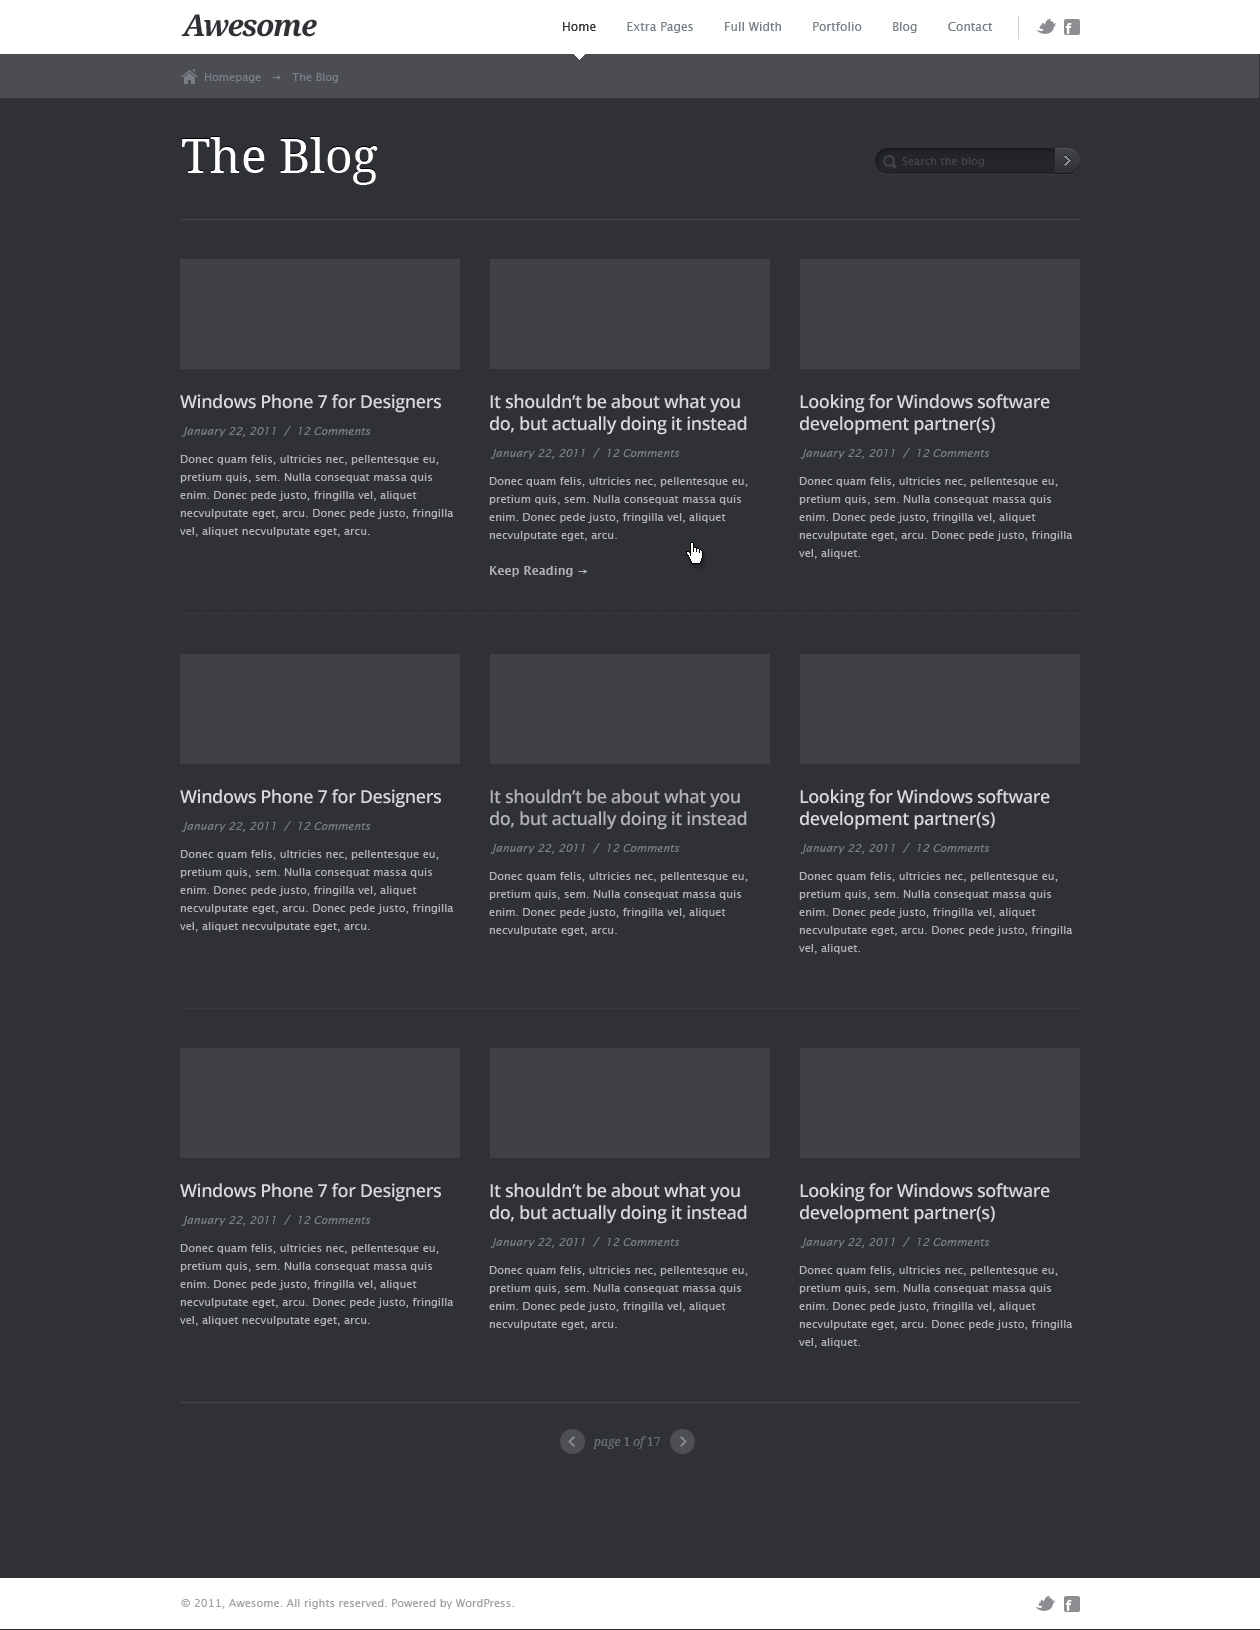 Awesome
Home Extra Pages Full Width Portfolio Blog Contact
Homepage → The Blog
The Blog
Search the blog
Windows Phone 7 for Designers
January 22, 2011 / 12 Comments
Donec quam felis, ultricies nec, pellentesque eu,
pretium quis, sem. Nulla consequat massa quis
enim. Donec pede justo, fringilla vel, aliquet
necvulputate eget, arcu. Donec pede justo, fringilla
vel, aliquet necvulputate eget, arcu.
It shouldn't be about what you
do, but actually doing it instead
January 22, 2011 / 12 Comments
Donec quam felis, ultricies nec, pellentesque eu,
pretium quis, sem. Nulla consequat massa quis
enim. Donec pede justo, fringilla vel, aliquet
necvulputate eget, arcu.
Keep Reading →
Looking for Windows software
development partner(s)
January 22, 2011 / 12 Comments
Donec quam felis, ultricies nec, pellentesque eu,
pretium quis, sem. Nulla consequat massa quis
enim. Donec pede justo, fringilla vel, aliquet
necvulputate eget, arcu. Donec pede justo, fringilla
vel, aliquet.
Windows Phone 7 for Designers
January 22, 2011 / 12 Comments
Donec quam felis, ultricies nec, pellentesque eu,
pretium quis, sem. Nulla consequat massa quis
enim. Donec pede justo, fringilla vel, aliquet
necvulputate eget, arcu. Donec pede justo, fringilla
vel, aliquet necvulputate eget, arcu.
It shouldn't be about what you
do, but actually doing it instead
January 22, 2011 / 12 Comments
Donec quam felis, ultricies nec, pellentesque eu,
pretium quis, sem. Nulla consequat massa quis
enim. Donec pede justo, fringilla vel, aliquet
necvulputate eget, arcu.
Looking for Windows software
development partner(s)
January 22, 2011 / 12 Comments
Donec quam felis, ultricies nec, pellentesque eu,
pretium quis, sem. Nulla consequat massa quis
enim. Donec pede justo, fringilla vel, aliquet
necvulputate eget, arcu. Donec pede justo, fringilla
vel, aliquet.
Windows Phone 7 for Designers
January 22, 2011 / 12 Comments
Donec quam felis, ultricies nec, pellentesque eu,
pretium quis, sem. Nulla consequat massa quis
enim. Donec pede justo, fringilla vel, aliquet
necvulputate eget, arcu. Donec pede justo, fringilla
vel, aliquet necvulputate eget, arcu.
It shouldn't be about what you
do, but actually doing it instead
January 22, 2011 / 12 Comments
Donec quam felis, ultricies nec, pellentesque eu,
pretium quis, sem. Nulla consequat massa quis
enim. Donec pede justo, fringilla vel, aliquet
necvulputate eget, arcu.
Looking for Windows software
development partner(s)
January 22, 2011 / 12 Comments
Donec quam felis, ultricies nec, pellentesque eu,
pretium quis, sem. Nulla consequat massa quis
enim. Donec pede justo, fringilla vel, aliquet
necvulputate eget, arcu. Donec pede justo, fringilla
vel, aliquet.
page 1 of 17
© 2011, Awesome. All rights reserved. Powered by WordPress.